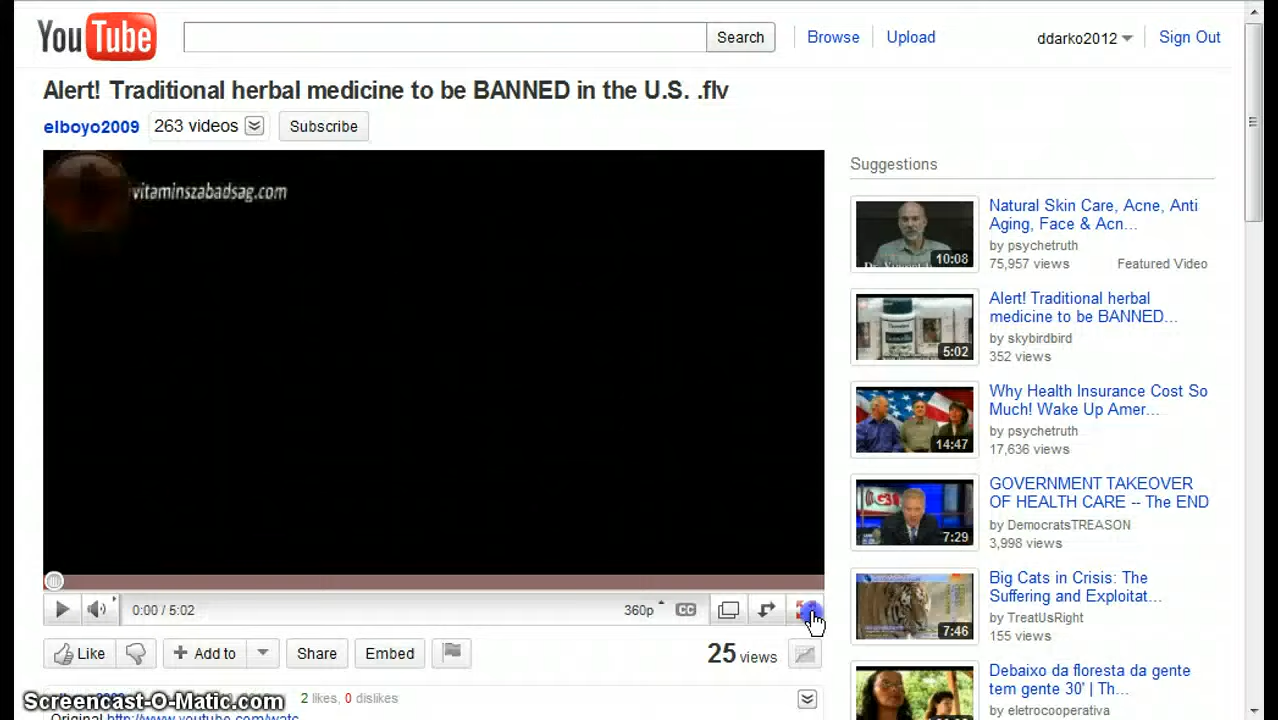 YouTube
Search
Browse
Upload
ddarko2012
Sign Out
Alert! Traditional herbal medicine to be BANNED in the U.S. .flv
elboyo2009
263 videos
Subscribe
vitaminszabadsag.com
0:00 / 5:02
360p
CC
Like
Add to
Share
Embed
25 views
2 likes, 0 dislikes
Original http://www.youtube.com/watc
Screencast-O-Matic.com
Suggestions
10:08
Natural Skin Care, Acne, Anti
Aging, Face & Acn...
by psychetruth
75,957 views
Featured Video
5:02
Alert! Traditional herbal
medicine to be BANNED...
by skybirdbird
352 views
14:47
Why Health Insurance Cost So
Much! Wake Up Amer...
by psychetruth
17,636 views
7:29
GOVERNMENT TAKEOVER
OF HEALTH CARE -- The END
by DemocratsTREASON
3,998 views
7:46
Big Cats in Crisis: The
Suffering and Exploitat...
by TreatUsRight
155 views
Debaixo da floresta da gente
tem gente 30' | Th...
by eletrocooperativa